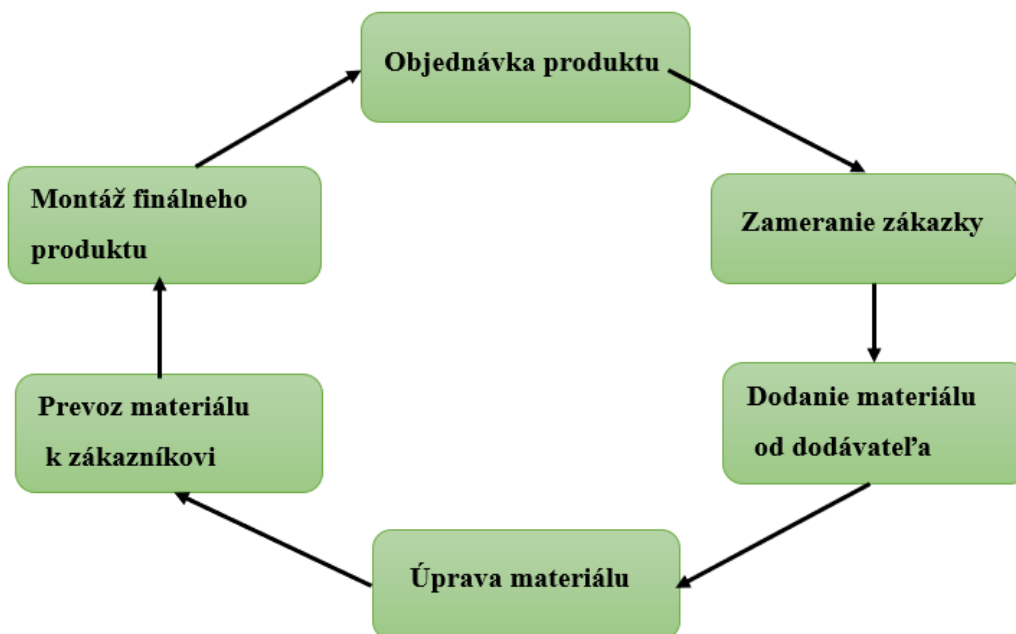 Objednávka produktu
Zameranie zákazky
Dodanie materiálu
od dodávateľa
Úprava materiálu
Prevoz materiálu
k zákazníkovi
Montáž finálneho
produktu